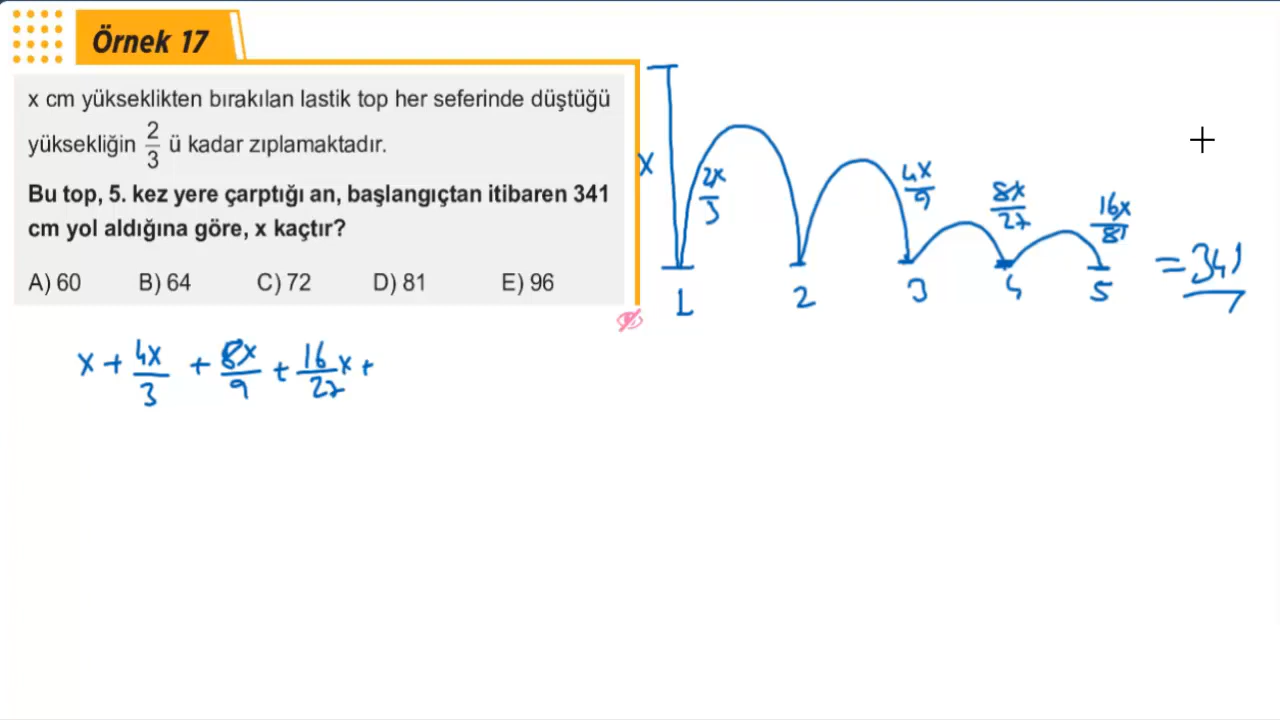 Örnek 17
x cm yükseklikten bırakılan lastik top her seferinde düştüğü
yüksekliğin 2/3 ü kadar zıplamaktadır.
Bu top, 5. kez yere çarptığı an, başlangıçtan itibaren 341
cm yol aldığına göre, x kaçtır?
A) 60 B) 64 C) 72 D) 81 E) 96
x 2x/3 4x/9 8x/27 16x/81 = 341
1 2 3 4 5
x + 4x/3 + 8x/9 + 16/27 x +